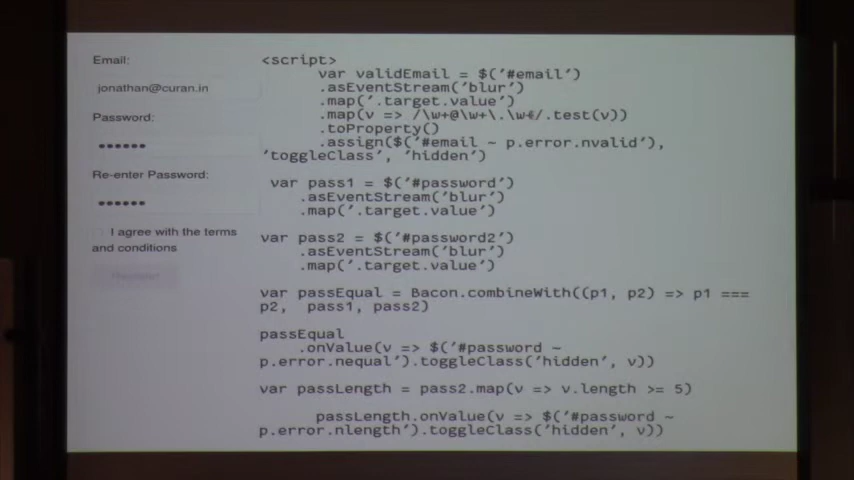 Email:
jonathan@curan.in
Password:
••••••
Re-enter Password:
••••••
I agree with the terms
and conditions
Register
<script>
var validEmail = $('#email')
.asEventStream('blur')
.map('.target.value')
.map(v => /\w+@\w+\.\w+/.test(v))
.toProperty()
.assign($('#email ~ p.error.nvalid'),
'toggleClass', 'hidden')
var pass1 = $('#password')
.asEventStream('blur')
.map('.target.value')
var pass2 = $('#password2')
.asEventStream('blur')
.map('.target.value')
var passEqual = Bacon.combineWith((p1, p2) => p1 ===
p2, pass1, pass2)
passEqual
.onValue(v => $('#password ~
p.error.nequal').toggleClass('hidden', v))
var passLength = pass2.map(v => v.length >= 5)
passLength.onValue(v => $('#password ~
p.error.nlength').toggleClass('hidden', v))